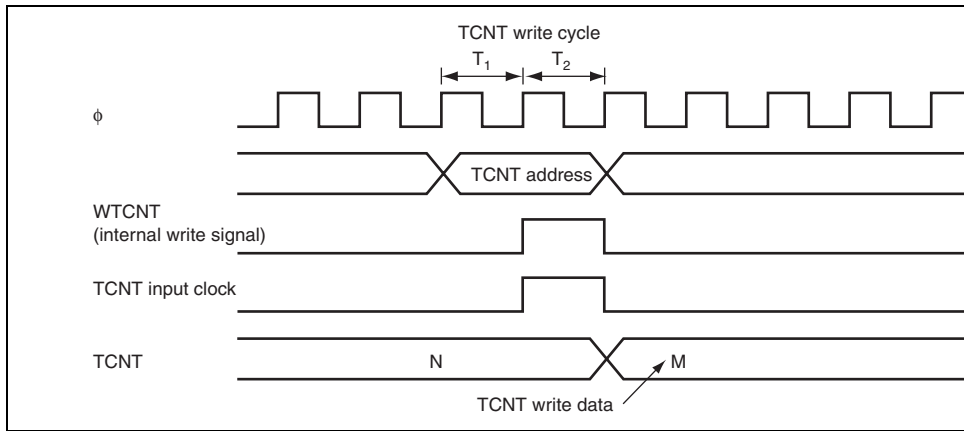 TCNT write cycle
T1 T2
ϕ
TCNT address
WTCNT
(internal write signal)
TCNT input clock
TCNT N M
TCNT write data